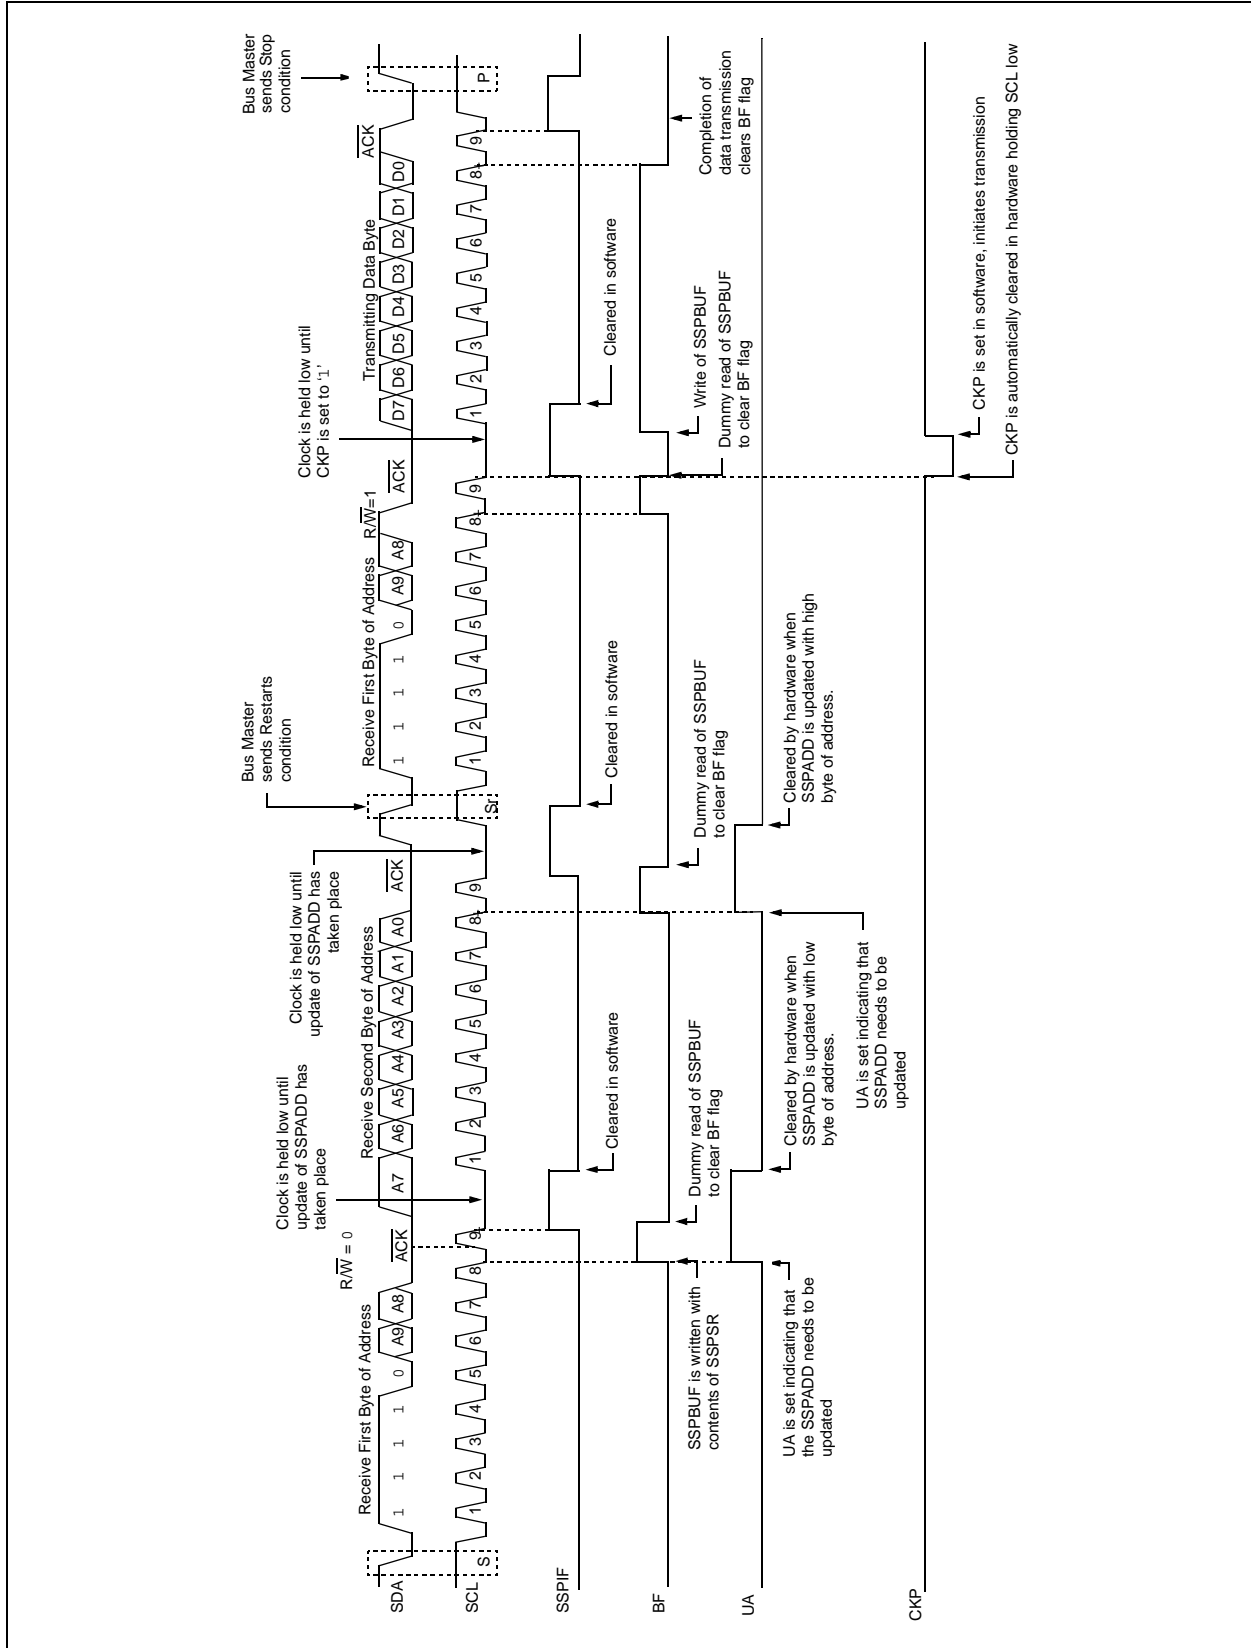 Bus Master
sends Stop
condition
Bus Master
sends Restarts
condition
Clock is held low until
CKP is set to '1'
Clock is held low until
update of SSPADD has
taken place
Clock is held low until
update of SSPADD has
taken place
Receive First Byte of Address
R/W = 0
Receive Second Byte of Address
Receive First Byte of Address
R/W=1
Transmitting Data Byte
ACK
SDA
1 1 1 1 0 A9 A8
ACK
A7 A6 A5 A4 A3 A2 A1 A0
ACK
1 1 1 1 0 A9 A8
ACK
D7 D6 D5 D4 D3 D2 D1 D0
SCL
S
1 2 3 4 5 6 7 8 9
1 2 3 4 5 6 7 8 9
Sr
1 2 3 4 5 6 7 8 9
1 2 3 4 5 6 7 8 9
P
SSPIF
Cleared in software
Cleared in software
Cleared in software
BF
SSPBUF is written with
contents of SSPSR
Dummy read of SSPBUF
to clear BF flag
Dummy read of SSPBUF
to clear BF flag
Dummy read of SSPBUF
to clear BF flag
Write of SSPBUF
Completion of
data transmission
clears BF flag
UA
UA is set indicating that
the SSPADD needs to be
updated
Cleared by hardware when
SSPADD is updated with low
byte of address.
UA is set indicating that
SSPADD needs to be
updated
Cleared by hardware when
SSPADD is updated with high
byte of address.
CKP
CKP is set in software, initiates transmission
CKP is automatically cleared in hardware holding SCL low